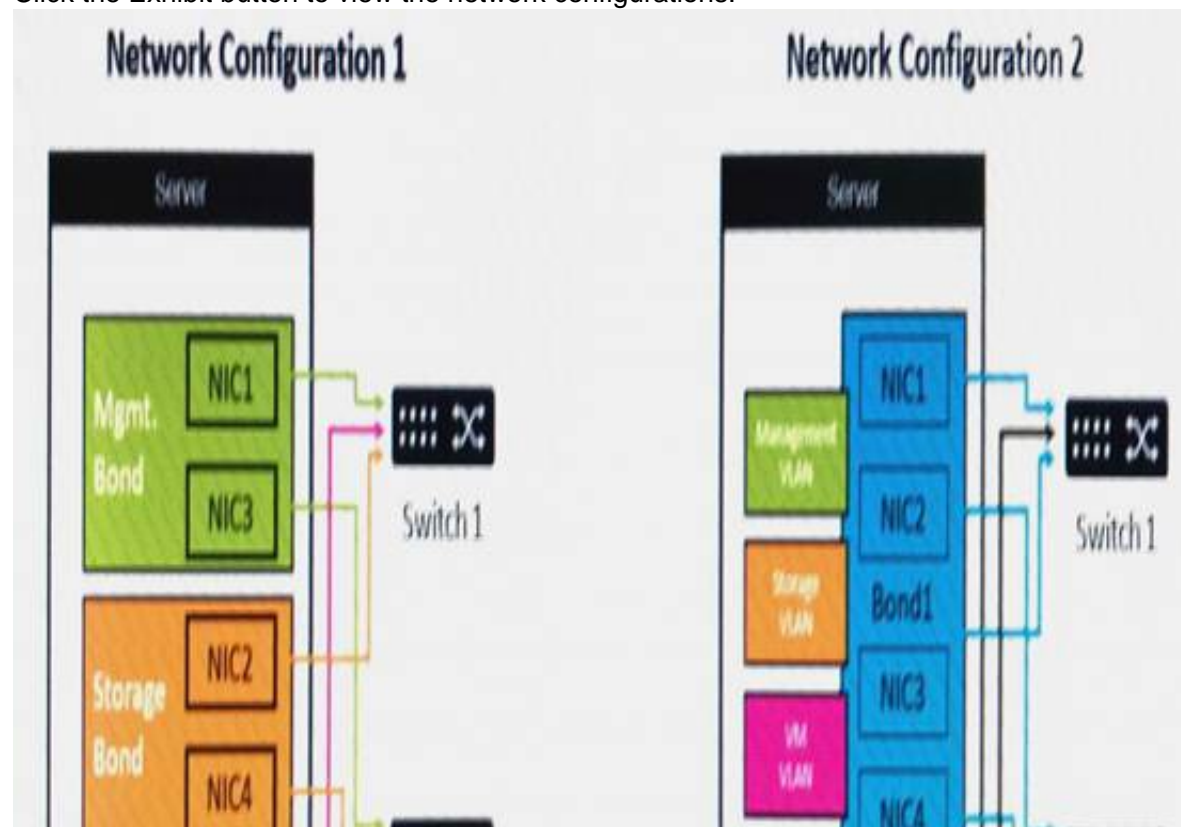 Click the Exhibit button to view the network configurations.
Network Configuration 1
Server
Mgmt.
Bond
NIC1
NIC3
Switch 1
Storage
Bond
NIC2
NIC4
Network Configuration 2
Server
Management
VLAN
Storage
VLAN
VM
VLAN
NIC1
NIC2
Bond1
NIC3
NIC4
Switch 1